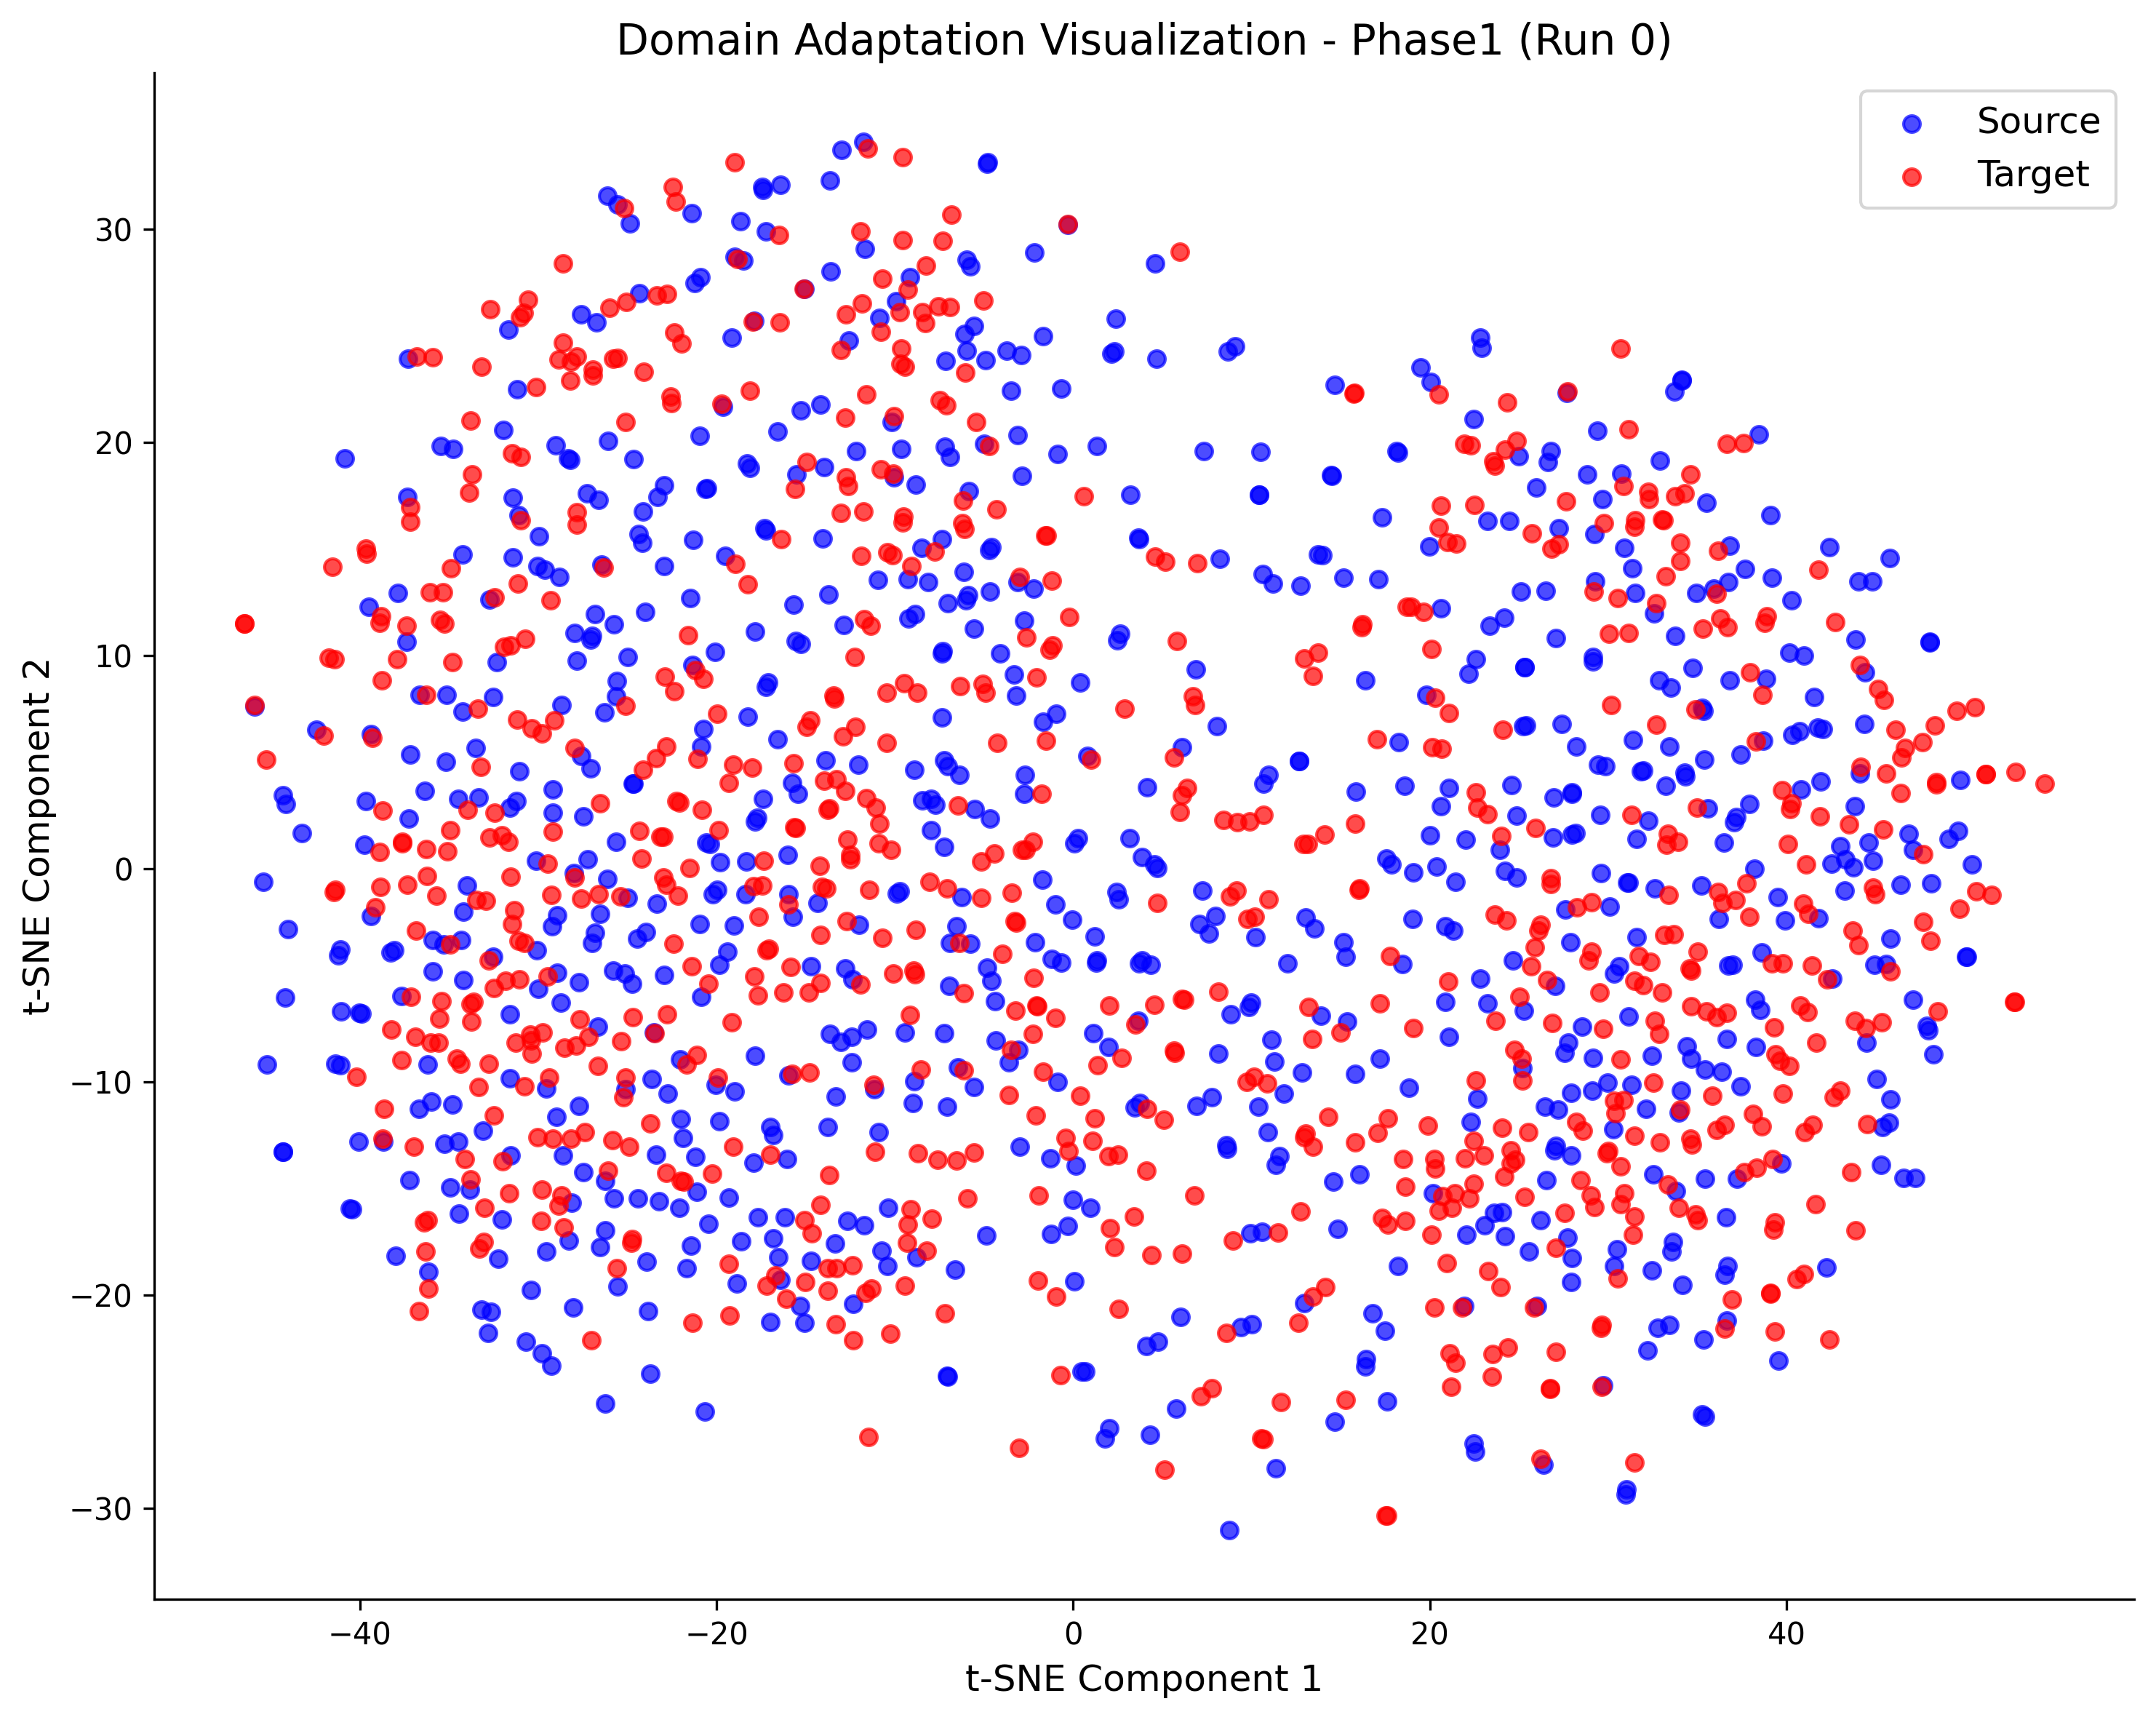 Domain Adaptation Visualization - Phase1 (Run 0)
Source
Target
30
20
10
0
−10
−20
−30
t-SNE Component 2
−40
−20
0
20
40
t-SNE Component 1